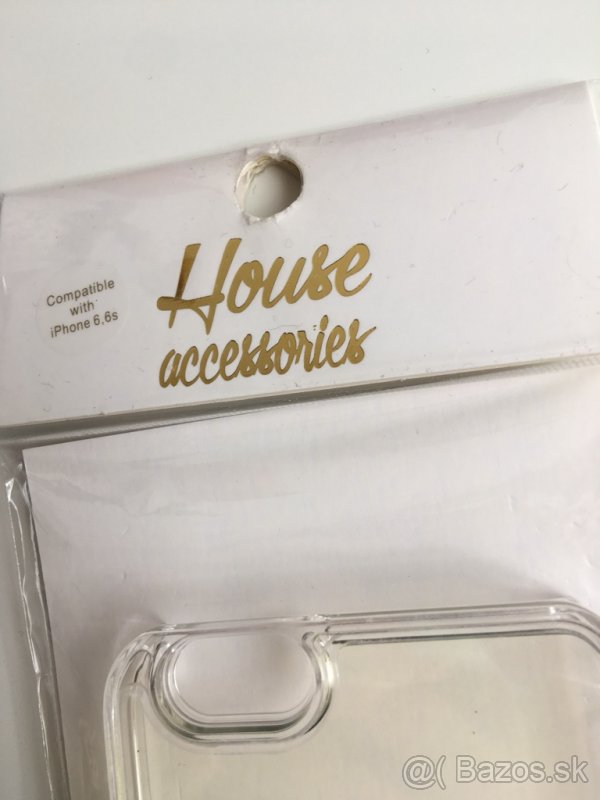 House
accessories
Compatible
with
iPhone 6,6s
@( Bazos.sk